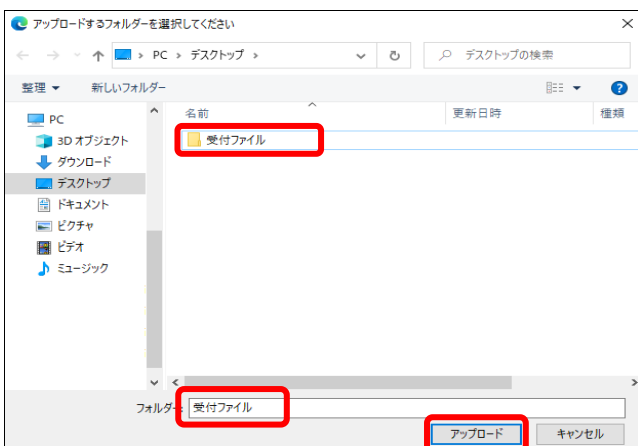 アップロードするフォルダーを選択してください
PC › デスクトップ ›
デスクトップの検索
整理
新しいフォルダー
名前
更新日時
種類
PC
3D オブジェクト
ダウンロード
デスクトップ
ドキュメント
ピクチャ
ビデオ
ミュージック
受付ファイル
フォルダー:
受付ファイル
アップロード
キャンセル